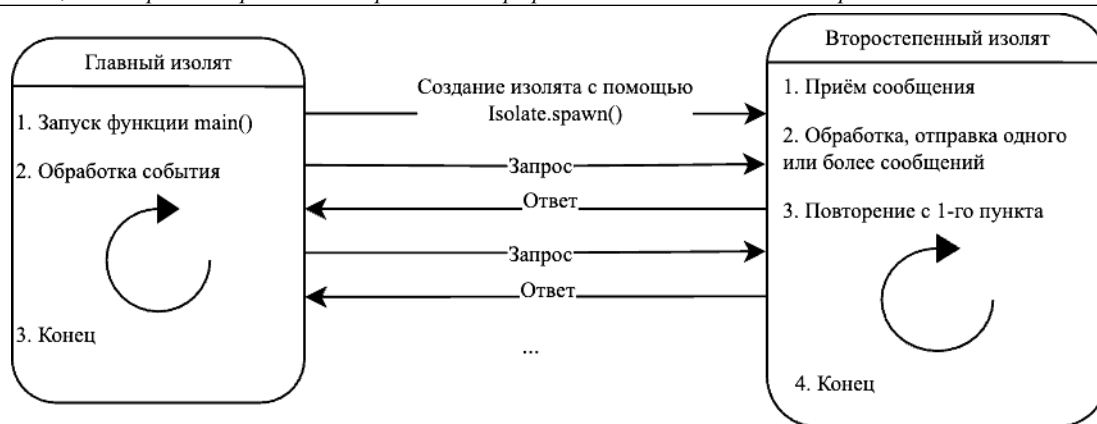 Главный изолят
1. Запуск функции main()
2. Обработка события
3. Конец
Создание изолята с помощью
Isolate.spawn()
Запрос
Ответ
Запрос
Ответ
...
Второстепенный изолят
1. Приём сообщения
2. Обработка, отправка одного
или более сообщений
3. Повторение с 1-го пункта
4. Конец